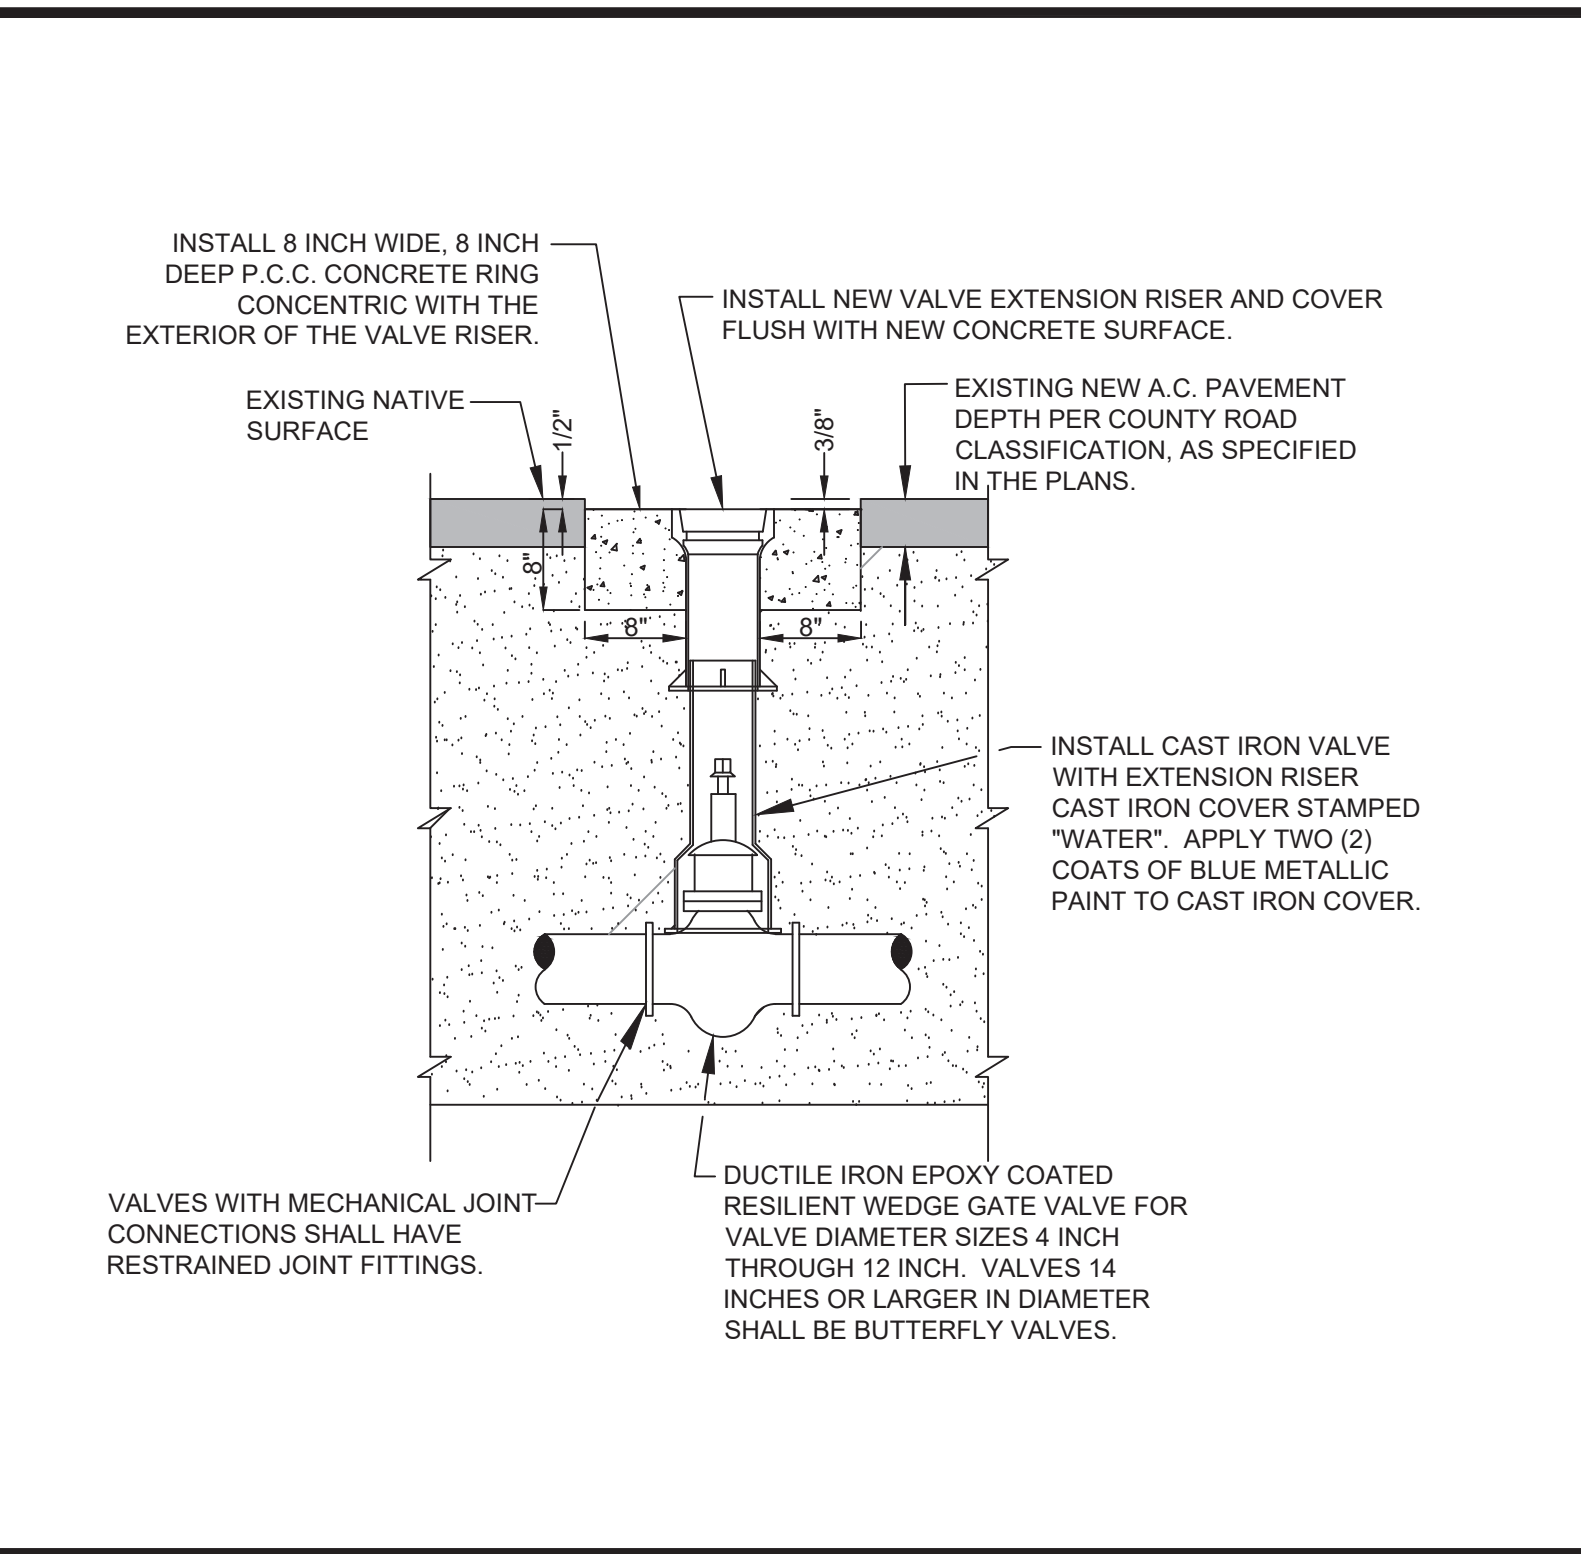 INSTALL 8 INCH WIDE, 8 INCH
DEEP P.C.C. CONCRETE RING
CONCENTRIC WITH THE
EXTERIOR OF THE VALVE RISER.
INSTALL NEW VALVE EXTENSION RISER AND COVER
FLUSH WITH NEW CONCRETE SURFACE.
EXISTING NATIVE
SURFACE
1/2"
3/8"
EXISTING NEW A.C. PAVEMENT
DEPTH PER COUNTY ROAD
CLASSIFICATION, AS SPECIFIED
IN THE PLANS.
8"
8"
8"
INSTALL CAST IRON VALVE
WITH EXTENSION RISER
CAST IRON COVER STAMPED
"WATER". APPLY TWO (2)
COATS OF BLUE METALLIC
PAINT TO CAST IRON COVER.
VALVES WITH MECHANICAL JOINT
CONNECTIONS SHALL HAVE
RESTRAINED JOINT FITTINGS.
DUCTILE IRON EPOXY COATED
RESILIENT WEDGE GATE VALVE FOR
VALVE DIAMETER SIZES 4 INCH
THROUGH 12 INCH. VALVES 14
INCHES OR LARGER IN DIAMETER
SHALL BE BUTTERFLY VALVES.